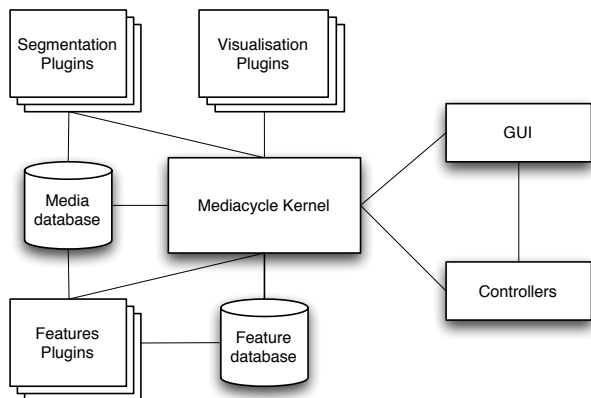 Segmentation
Plugins
Visualisation
Plugins
GUI
Media
database
Mediacycle Kernel
Controllers
Features
Plugins
Feature
database